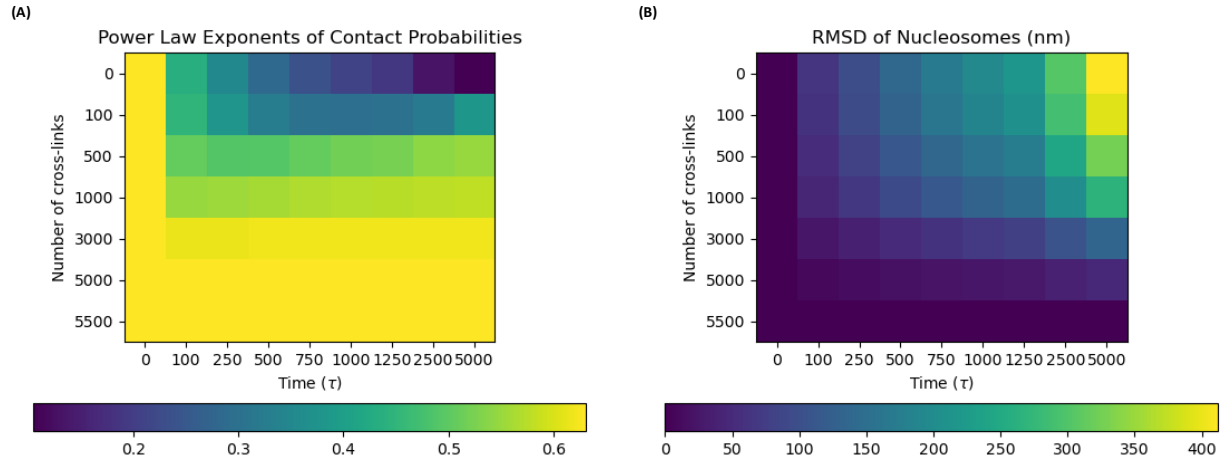 (A)
Power Law Exponents of Contact Probabilities
Number of cross-links
0
100
500
1000
3000
5000
5500
0 100 250 500 750 1000 1250 2500 5000
Time (τ)
0.2 0.3 0.4 0.5 0.6
(B)
RMSD of Nucleosomes (nm)
Number of cross-links
0
100
500
1000
3000
5000
5500
0 100 250 500 750 1000 1250 2500 5000
Time (τ)
0 50 100 150 200 250 300 350 400